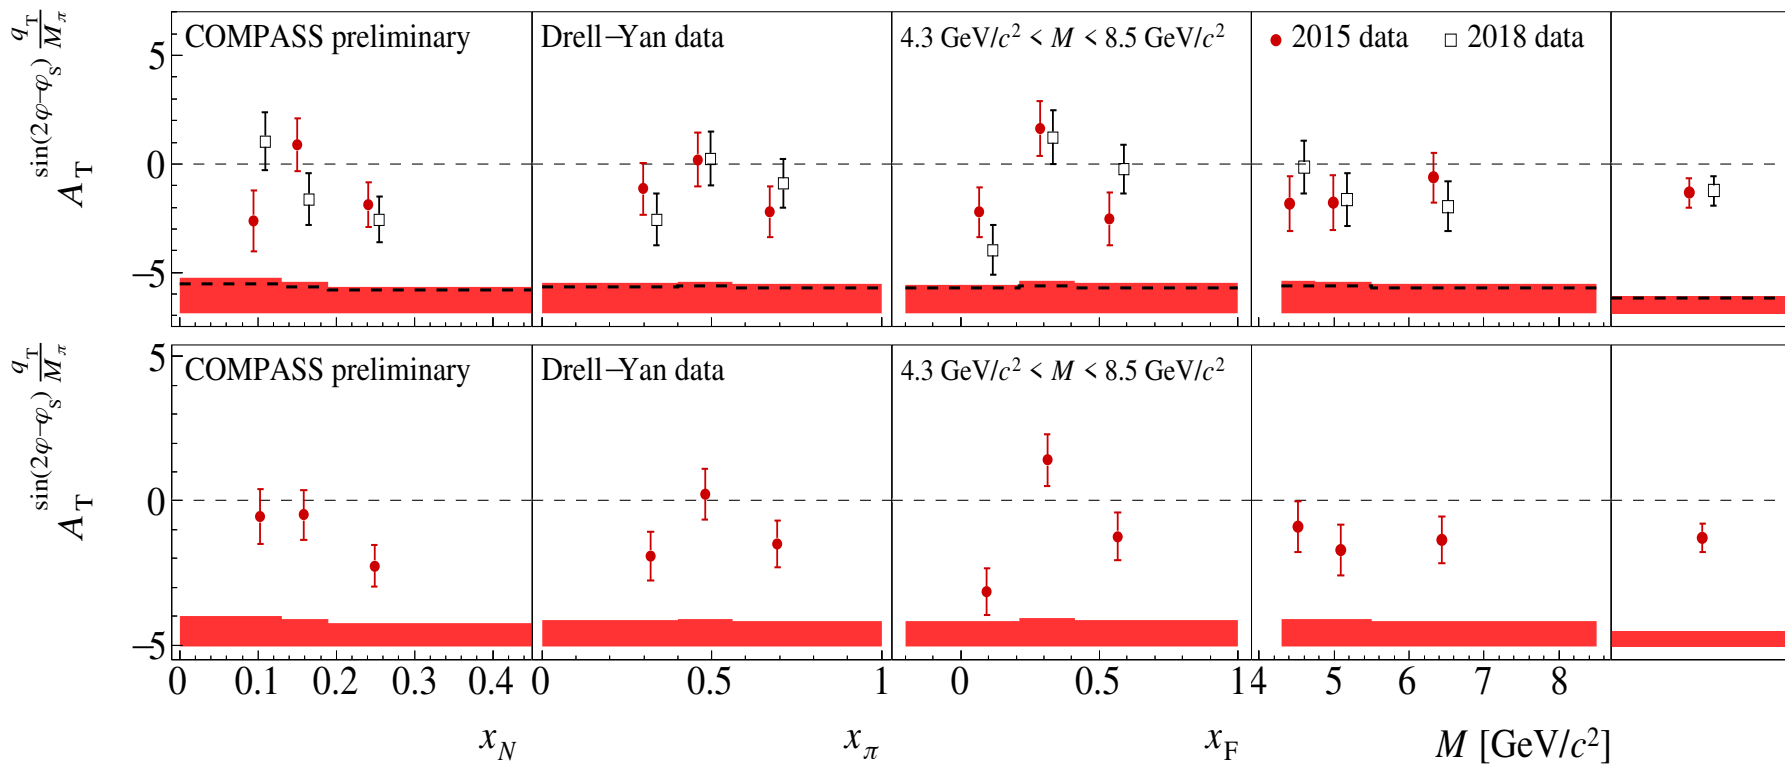 A_T^{sin(2φ−φ_S) q_T/M_π}
COMPASS preliminary
Drell−Yan data
4.3 GeV/c² < M < 8.5 GeV/c²
2015 data
2018 data
5
0
−5
A_T^{sin(2φ−φ_S) q_T/M_π}
COMPASS preliminary
Drell−Yan data
4.3 GeV/c² < M < 8.5 GeV/c²
5
0
−5
0 0.1 0.2 0.3 0.4 0 0.5 1 0 0.5 1 4 5 6 7 8
x_N x_π x_F M [GeV/c²]